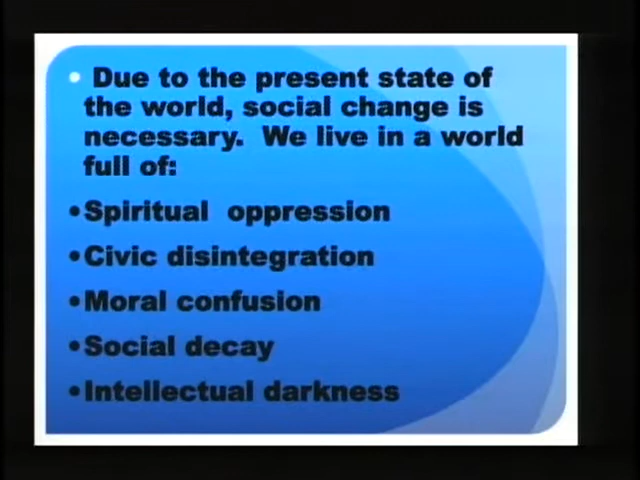 • Due to the present state of
the world, social change is
necessary.  We live in a world
full of:
•Spiritual  oppression
•Civic disintegration
•Moral confusion
•Social decay
•Intellectual darkness